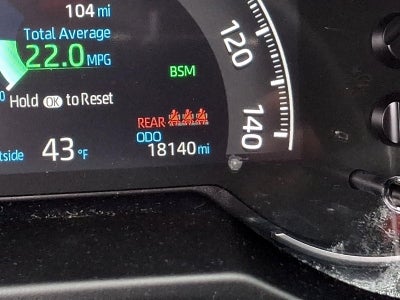 104 mi
Total Average
22.0 MPG
120
BSM
Hold OK to Reset
REAR
140
ODO
tside 43 °F
18140 mi